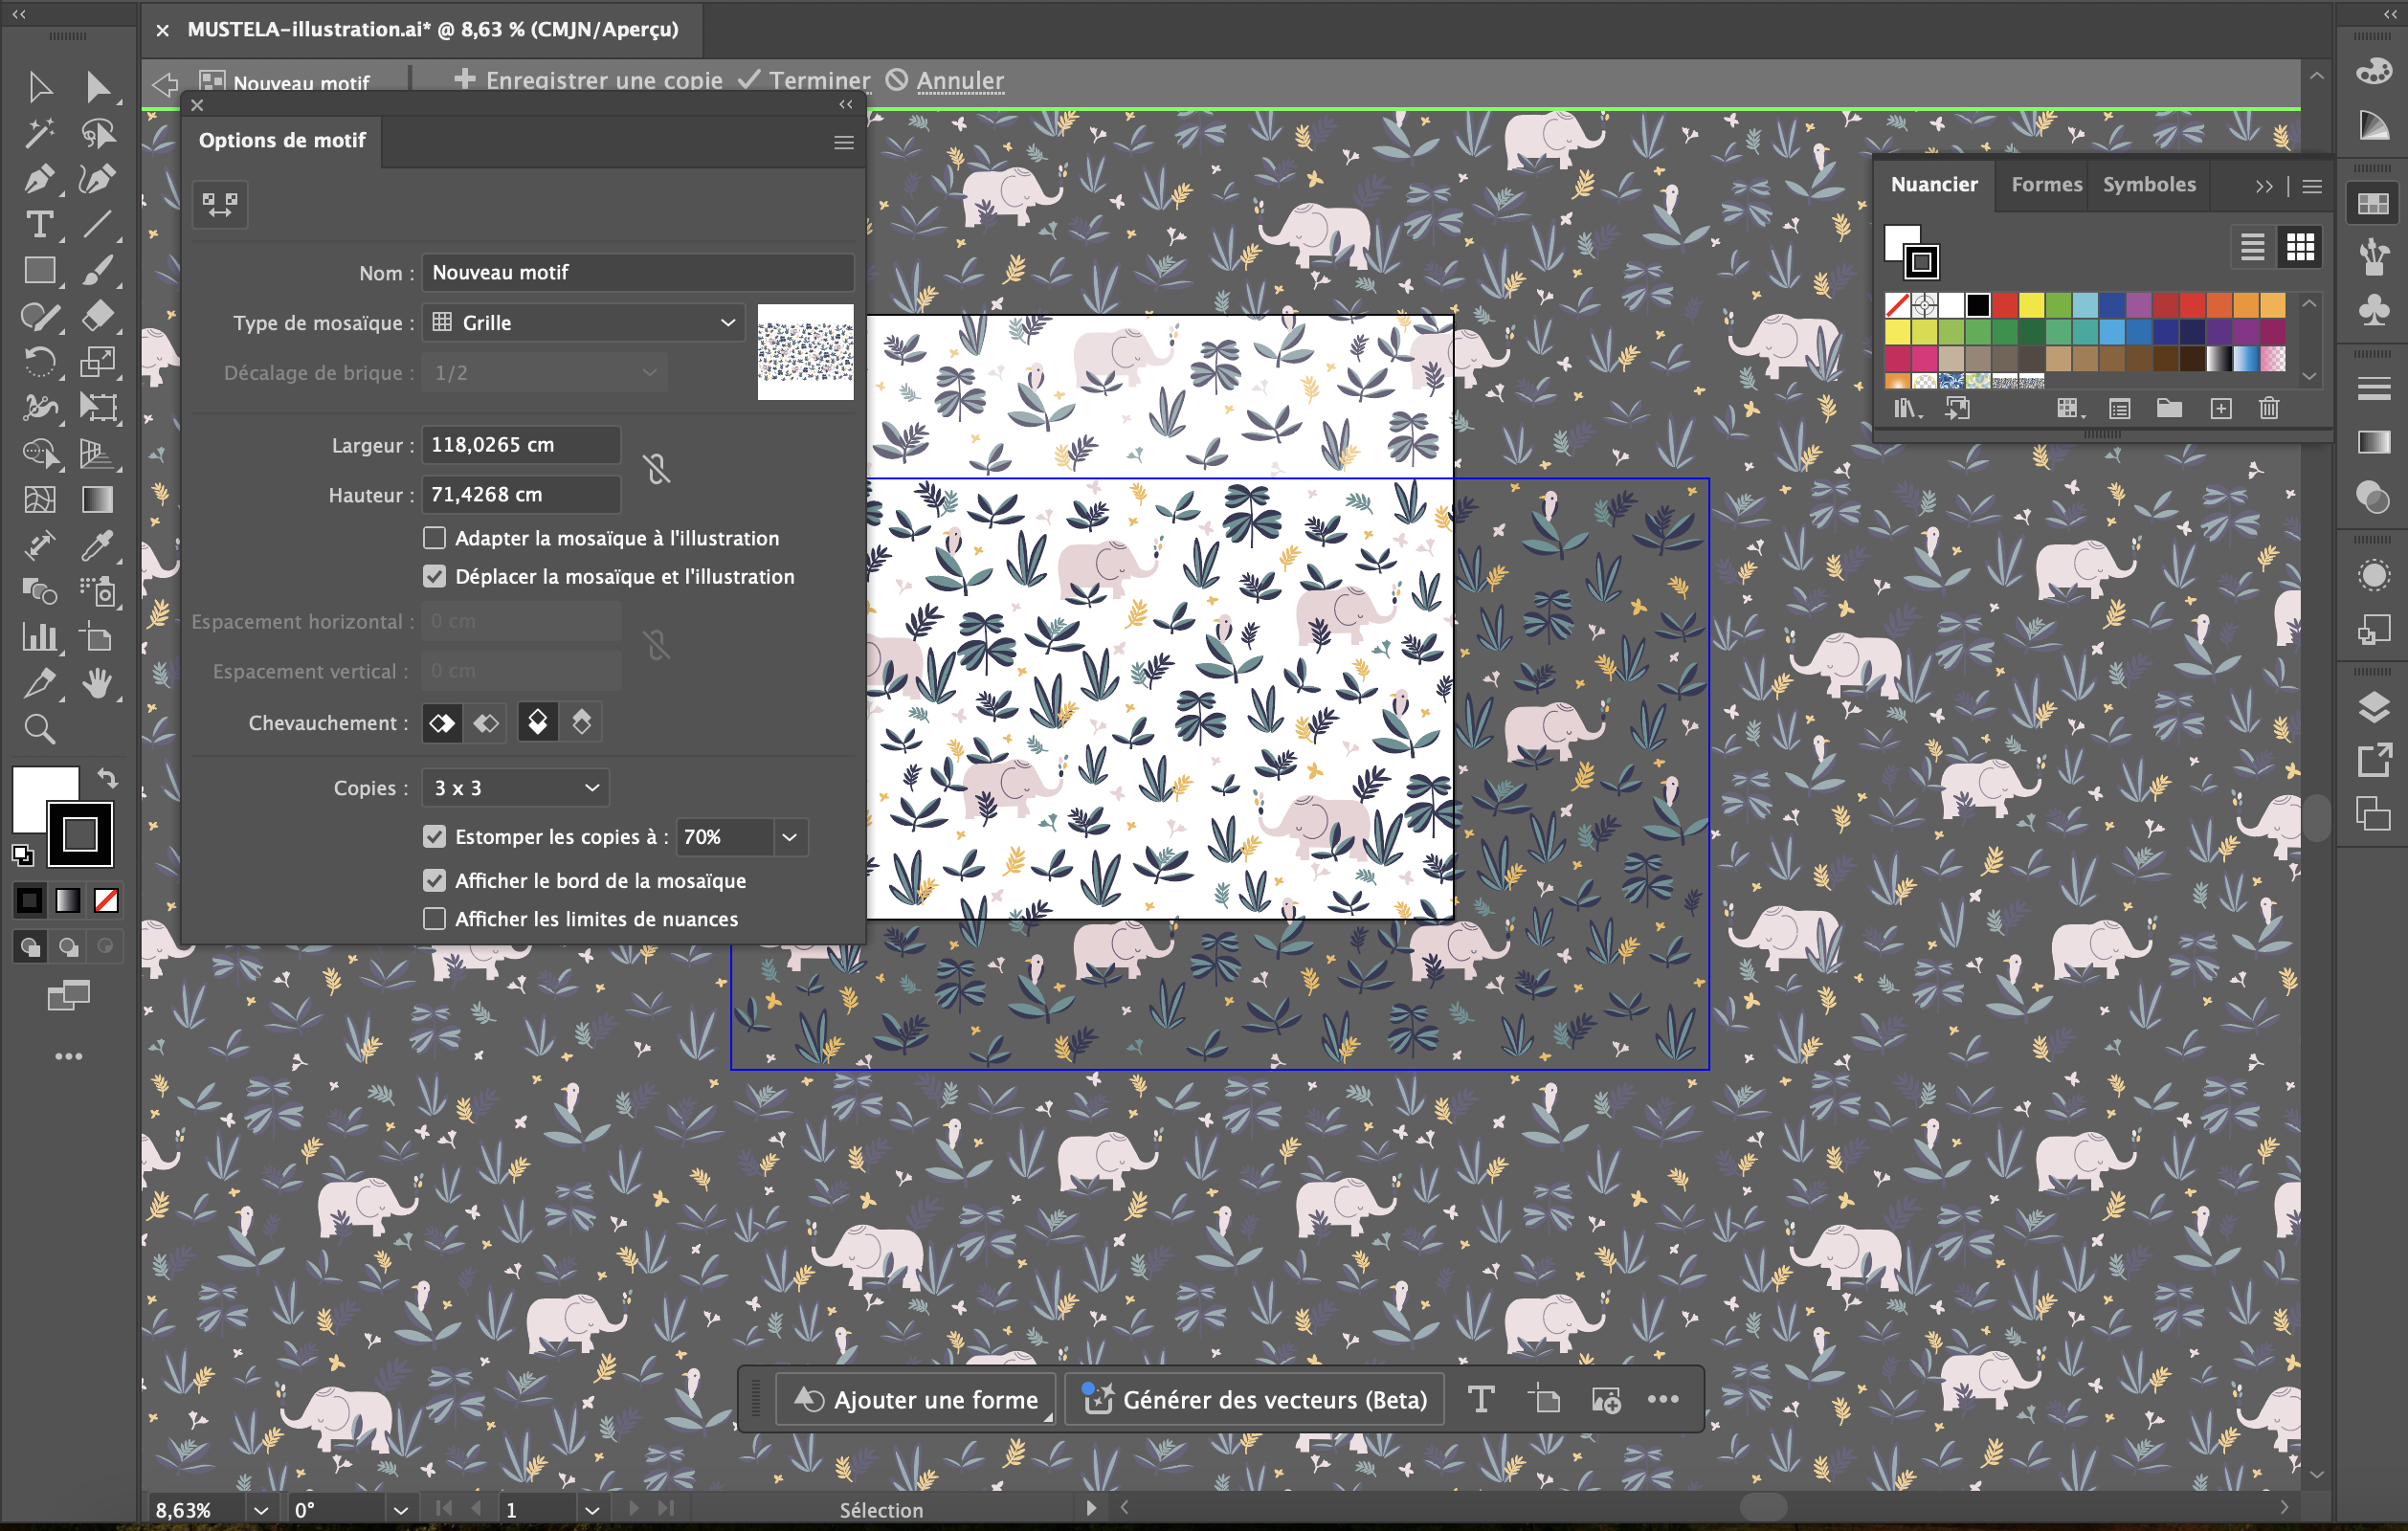 MUSTELA-illustration.ai* @ 8,63 % (CMJN/Aperçu)
Nouveau motif
Enregistrer une copie
Terminer
Annuler
Options de motif
Nom : Nouveau motif
Type de mosaïque : Grille
Décalage de brique : 1/2
Largeur : 118,0265 cm
Hauteur : 71,4268 cm
Adapter la mosaïque à l'illustration
Déplacer la mosaïque et l'illustration
Espacement horizontal : 0 cm
Espacement vertical : 0 cm
Chevauchement :
Copies : 3 x 3
Estomper les copies à : 70%
Afficher le bord de la mosaïque
Afficher les limites de nuances
Nuancier
Formes
Symboles
Ajouter une forme
Générer des vecteurs (Beta)
8,63%
0°
1
Sélection